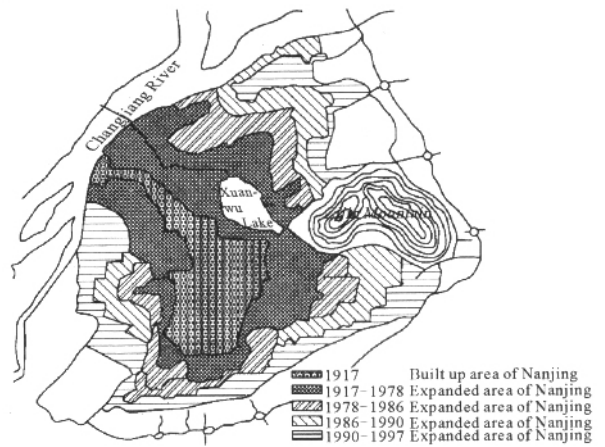 Changjiang River
Xuan-
wu
Lake
Mountain
1917 Built up area of Nanjing
1917-1978 Expanded area of Nanjing
1978-1986 Expanded area of Nanjing
1986-1990 Expanded area of Nanjing
1990-1997 Expanded area of Nanjing